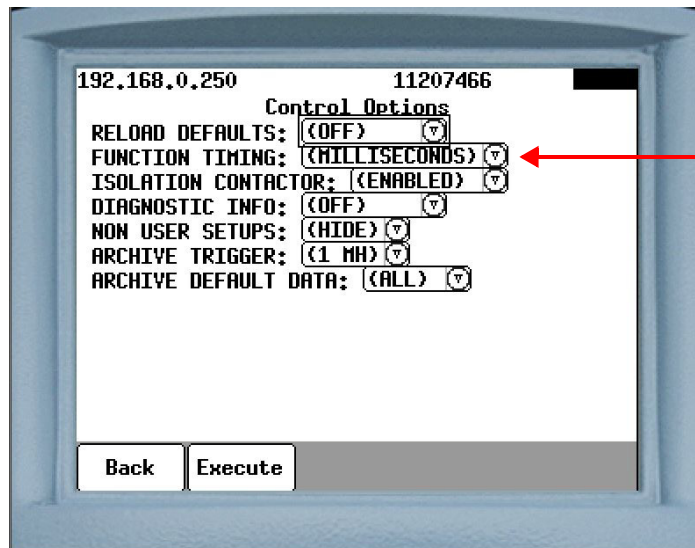 192.168.0.250 11207466
Control Options
RELOAD DEFAULTS: (OFF)
FUNCTION TIMING: (MILLISECONDS)
ISOLATION CONTACTOR: (ENABLED)
DIAGNOSTIC INFO: (OFF)
NON USER SETUPS: (HIDE)
ARCHIVE TRIGGER: (1 MH)
ARCHIVE DEFAULT DATA: (ALL)
Back Execute